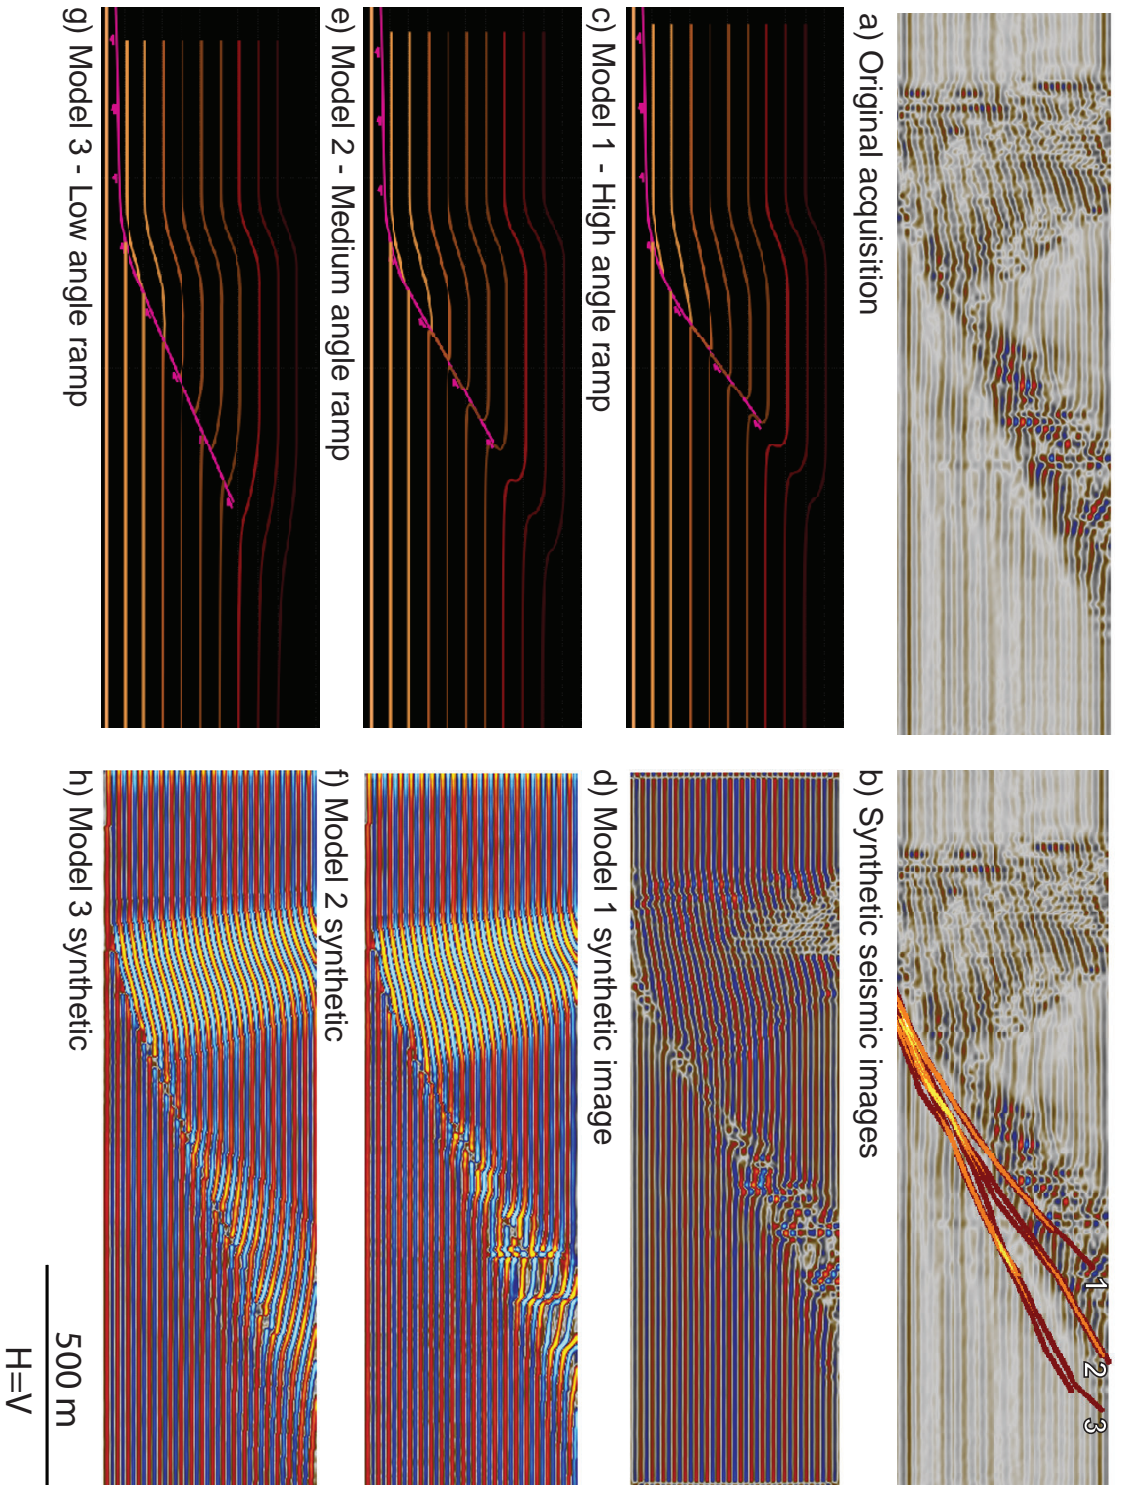 a) Original acquisition
b) Synthetic seismic images
1
2
3
c) Model 1 - High angle ramp
d) Model 1 synthetic image
e) Model 2 - Medium angle ramp
f) Model 2 synthetic
g) Model 3 - Low angle ramp
h) Model 3 synthetic
500 m
H=V